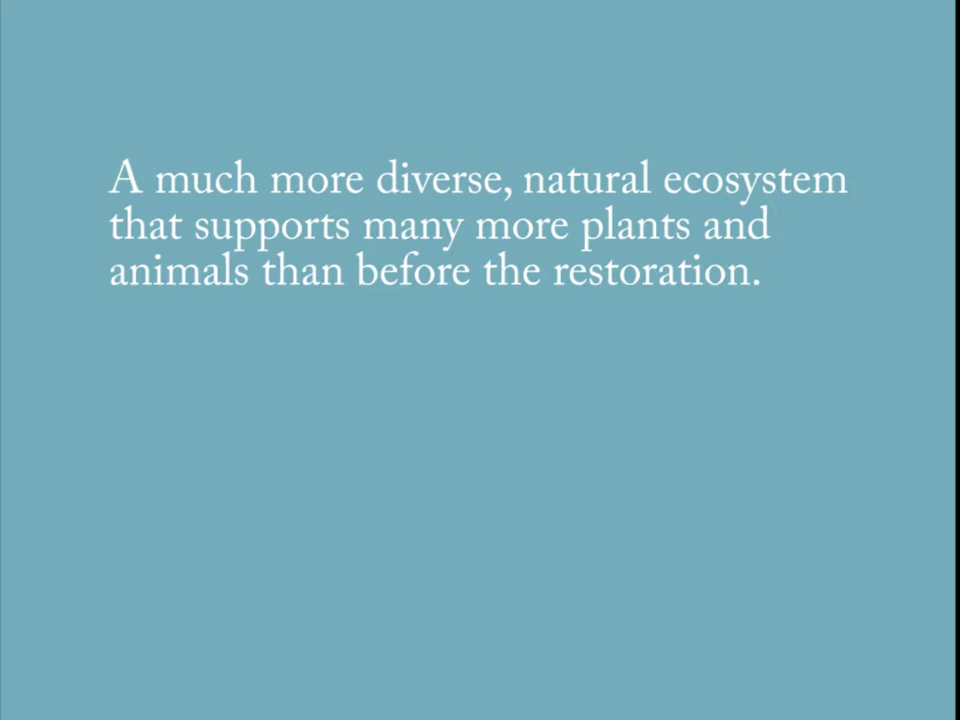 A much more diverse, natural ecosystem
that supports many more plants and
animals than before the restoration.